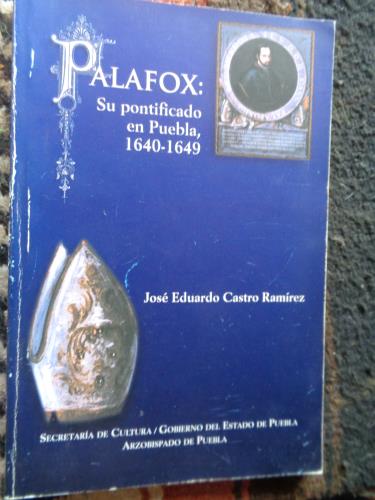 PALAFOX:
Su pontificado
en Puebla,
1640-1649
José Eduardo Castro Ramírez
SECRETARÍA DE CULTURA / GOBIERNO DEL ESTADO DE PUEBLA
ARZOBISPADO DE PUEBLA